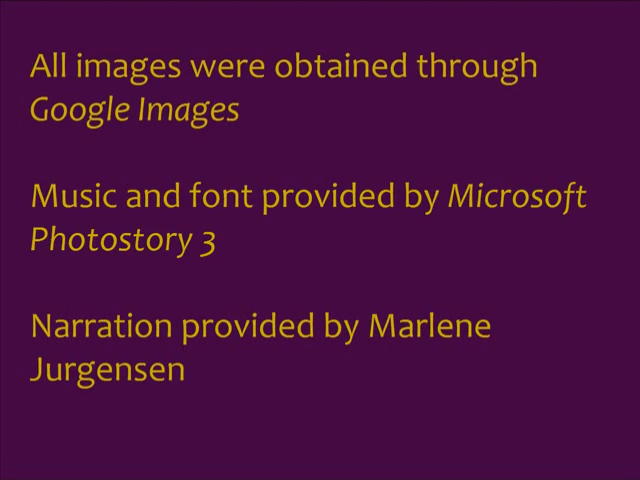 All images were obtained through
Google Images
Music and font provided by Microsoft
Photostory 3
Narration provided by Marlene
Jurgensen